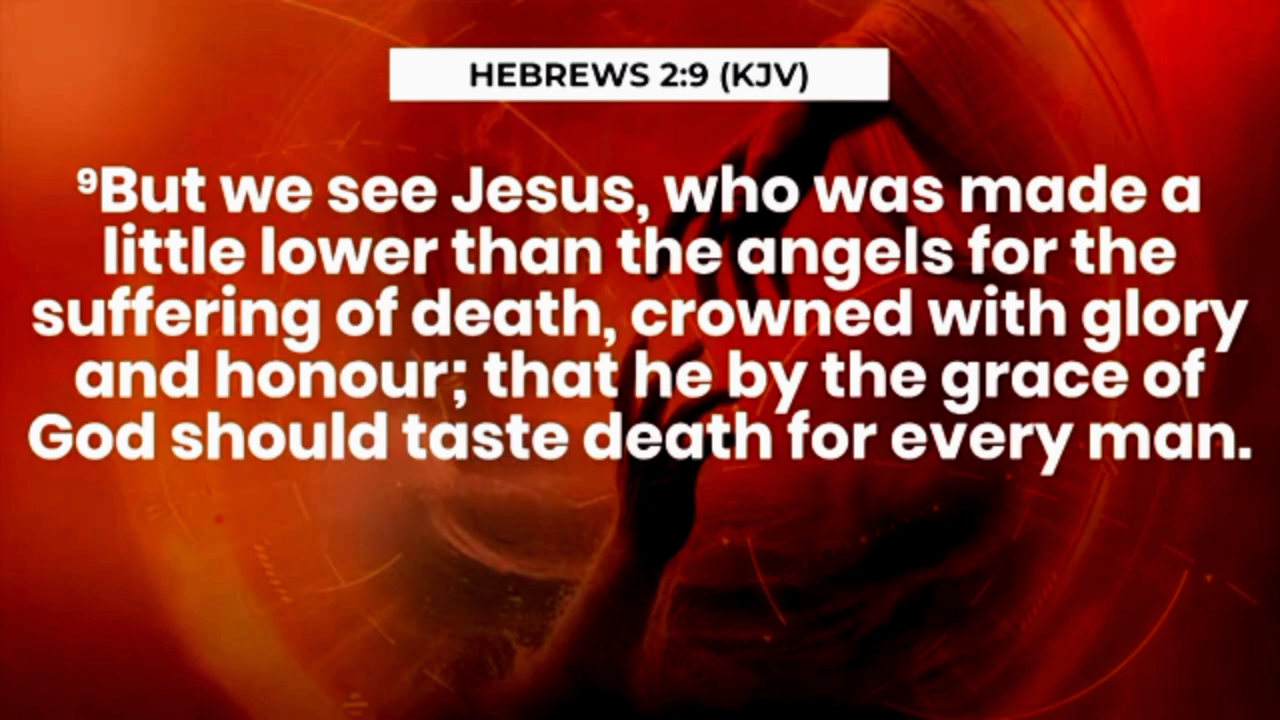 HEBREWS 2:9 (KJV)
⁹But we see Jesus, who was made a
little lower than the angels for the
suffering of death, crowned with glory
and honour; that he by the grace of
God should taste death for every man.